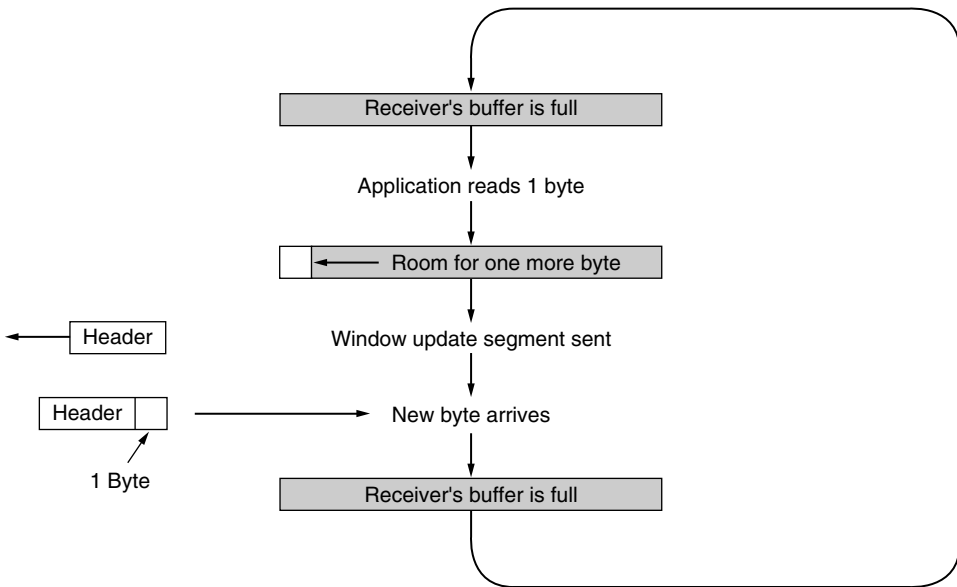 Receiver's buffer is full
Application reads 1 byte
Room for one more byte
Header
Window update segment sent
Header
New byte arrives
1 Byte
Receiver's buffer is full